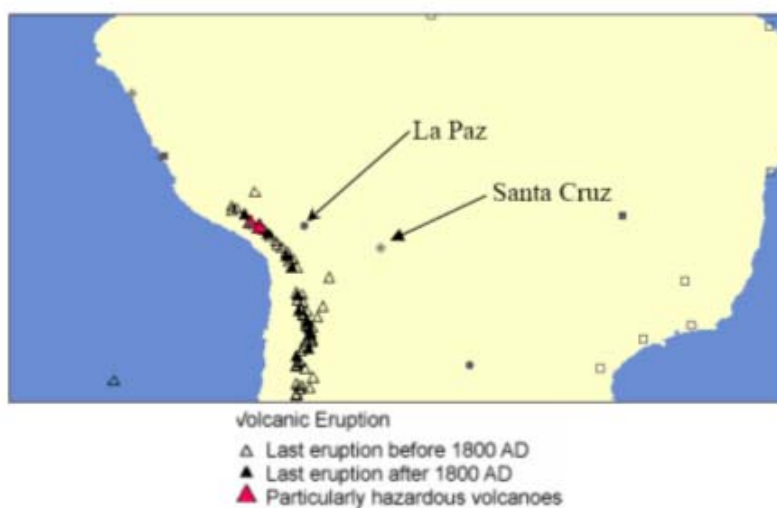 La Paz
Santa Cruz
Volcanic Eruption
Last eruption before 1800 AD
Last eruption after 1800 AD
Particularly hazardous volcanoes